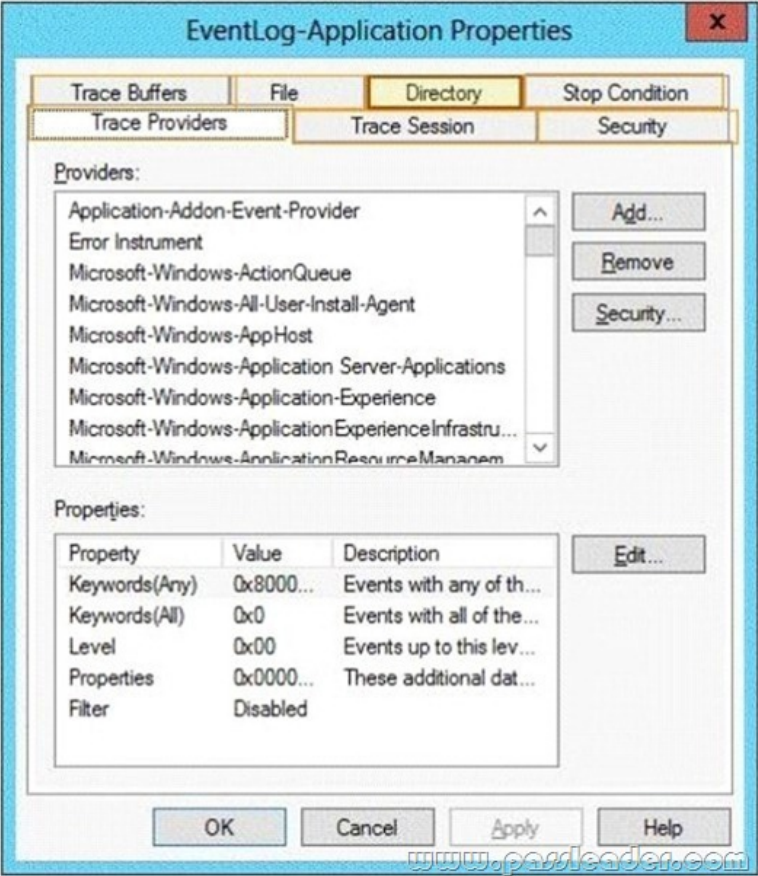 EventLog-Application Properties
x
Trace Buffers File Directory Stop Condition
Trace Providers Trace Session Security
Providers:
Application-Addon-Event-Provider
Error Instrument
Microsoft-Windows-ActionQueue
Microsoft-Windows-All-User-Install-Agent
Microsoft-Windows-AppHost
Microsoft-Windows-Application Server-Applications
Microsoft-Windows-Application-Experience
Microsoft-Windows-ApplicationExperienceInfrastru...
Microsoft-Windows-ApplicationResourceManagem
Add...
Remove
Security...
Properties:
Property Value Description
Keywords(Any) 0x8000... Events with any of th...
Keywords(All) 0x0 Events with all of the...
Level 0x00 Events up to this lev...
Properties 0x0000... These additional dat...
Filter Disabled
Edit...
OK Cancel Apply Help
www.passleader.com